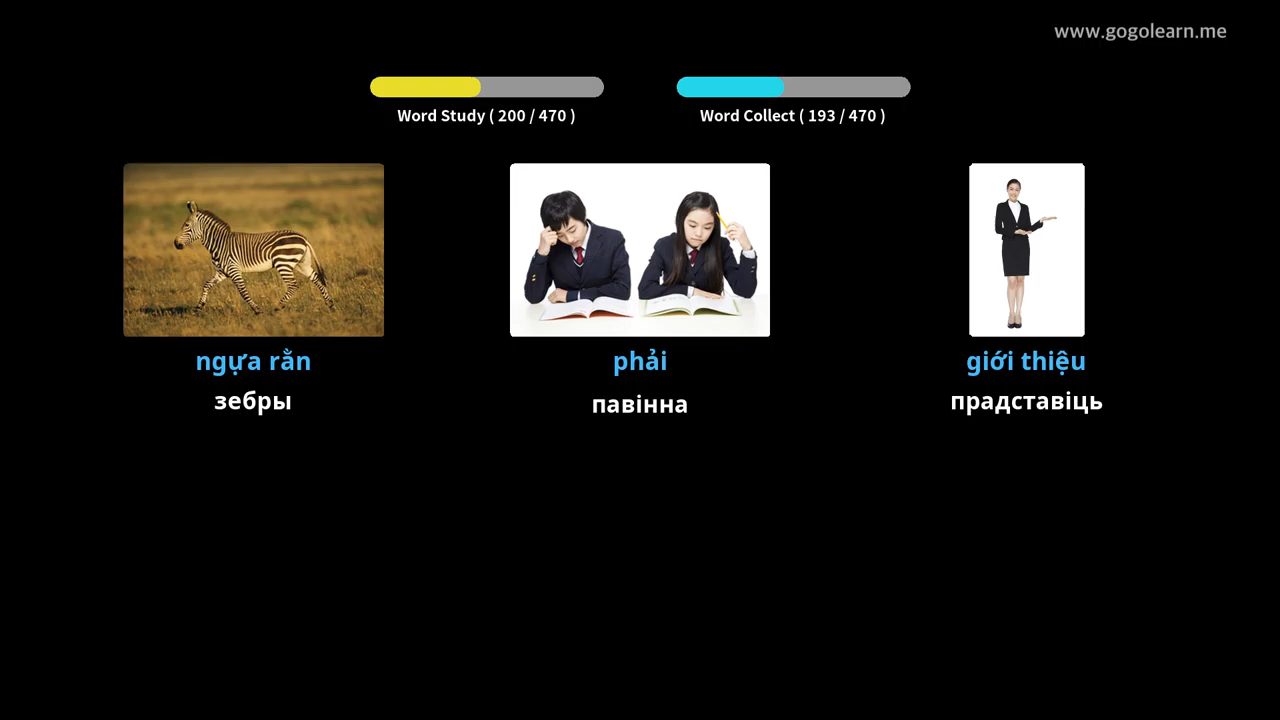 www.gogolearn.me
Word Study ( 200 / 470 )
Word Collect ( 193 / 470 )
ngựa rằn
зебры
phải
павінна
giới thiệu
прадставіць